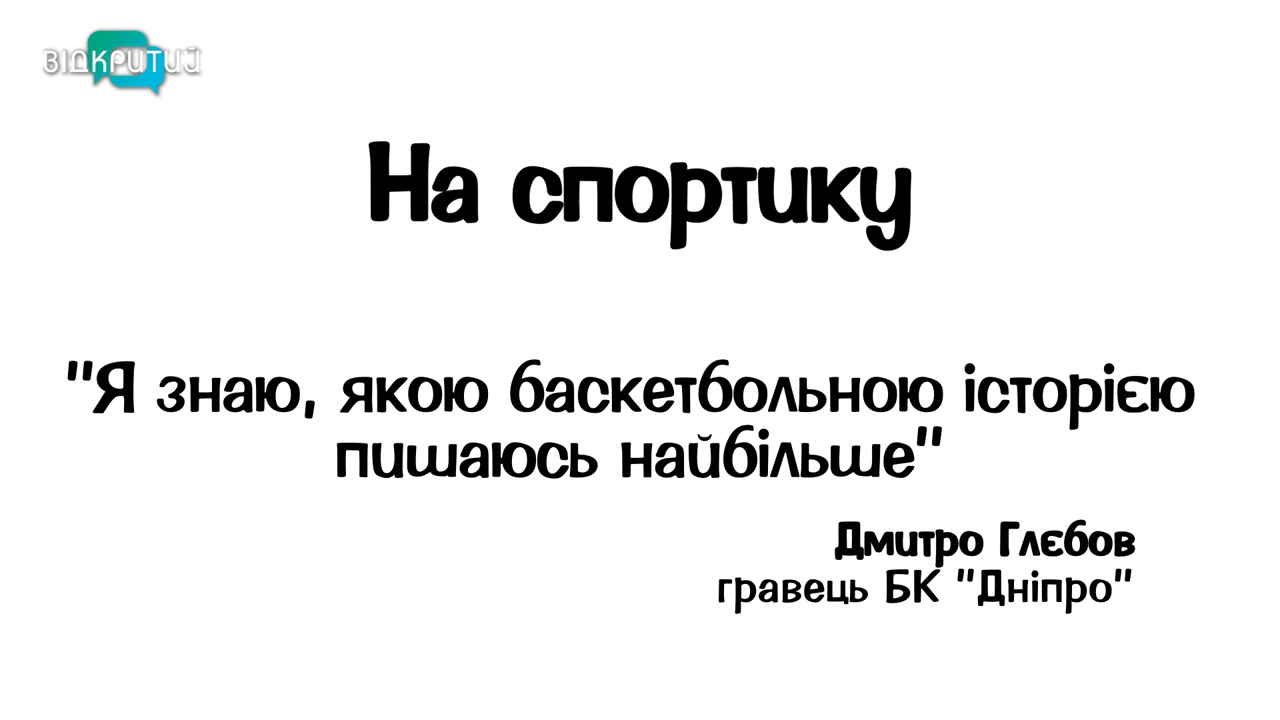 ВІДКРИТИЙ
На спортику
"Я знаю, якою баскетбольною історією
пишаюсь найбільше"
Дмитро Глєбов
гравець БК "Дніпро"